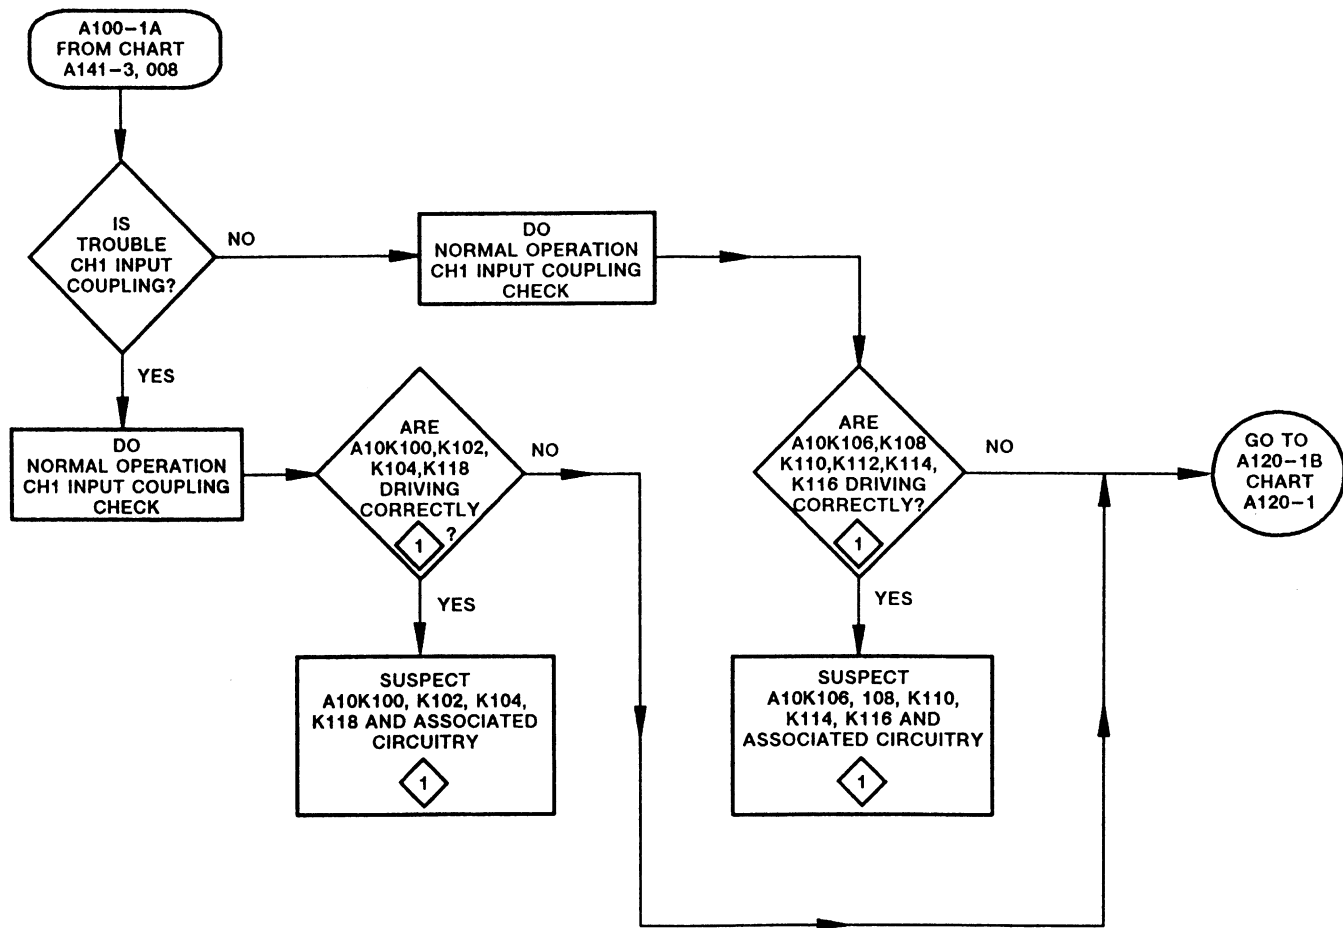 A100-1A
FROM CHART
A141-3, 008
IS
TROUBLE
CH1 INPUT
COUPLING?
NO
DO
NORMAL OPERATION
CH1 INPUT COUPLING
CHECK
YES
DO
NORMAL OPERATION
CH1 INPUT COUPLING
CHECK
ARE
A10K100,K102,
K104,K118
DRIVING
CORRECTLY
?
1
NO
YES
SUSPECT
A10K100, K102, K104,
K118 AND ASSOCIATED
CIRCUITRY
1
ARE
A10K106,K108
K110,K112,K114,
K116 DRIVING
CORRECTLY?
1
NO
YES
SUSPECT
A10K106, 108, K110,
K114, K116 AND
ASSOCIATED CIRCUITRY
1
GO TO
A120-1B
CHART
A120-1